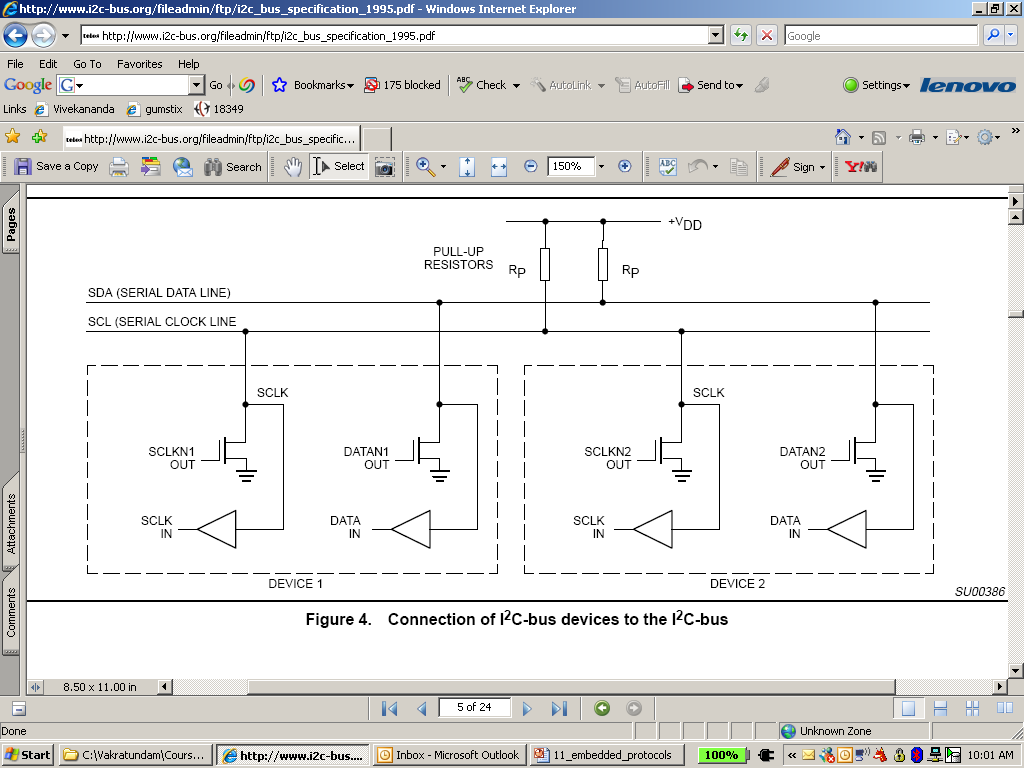 http://www.i2c-bus.org/fileadmin/ftp/i2c_bus_specification_1995.pdf - Windows Internet Explorer
telos http://www.i2c-bus.org/fileadmin/ftp/i2c_bus_specification_1995.pdf
Google
File Edit Go To Favorites Help
Google G Go Bookmarks 175 blocked ABC Check AutoLink AutoFill Send to Settings lenovo
Links Vivekananda gumstix 18349
telos http://www.i2c-bus.org/fileadmin/ftp/i2c_bus_specific... »
Save a Copy Search Select 150% ABC Sign Y!
Pages
Attachments
Comments
+VDD
PULL-UP
RESISTORS
RP RP
SDA (SERIAL DATA LINE)
SCL (SERIAL CLOCK LINE
SCLK SCLK
SCLKN1
OUT
DATAN1
OUT
SCLKN2
OUT
DATAN2
OUT
SCLK
IN
DATA
IN
SCLK
IN
DATA
IN
DEVICE 1 DEVICE 2
SU00386
Figure 4. Connection of I²C-bus devices to the I²C-bus
8.50 x 11.00 in
5 of 24
Done Unknown Zone
Start C:\Vakratundam\Cours... http://www.i2c-bus.... Inbox - Microsoft Outlook 11_embedded_protocols 100% « 10:01 AM